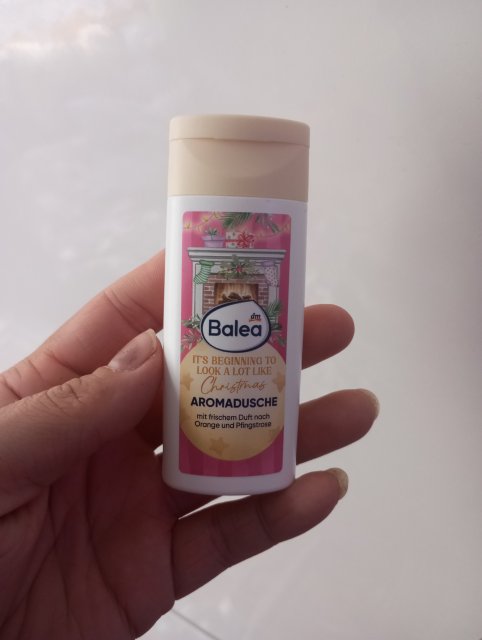 dm
Balea
IT'S BEGINNING TO
LOOK A LOT LIKE
Christmas
AROMADUSCHE
mit frischem Duft nach
Orange und Pfingstrose